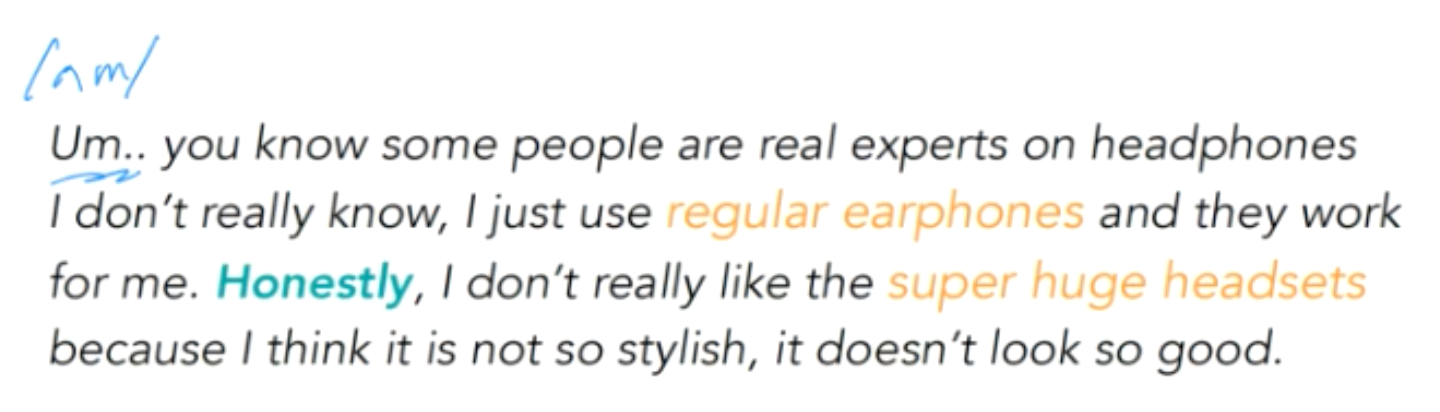 /ʌm/
Um.. you know some people are real experts on headphones
I don't really know, I just use regular earphones and they work
for me. Honestly, I don't really like the super huge headsets
because I think it is not so stylish, it doesn't look so good.